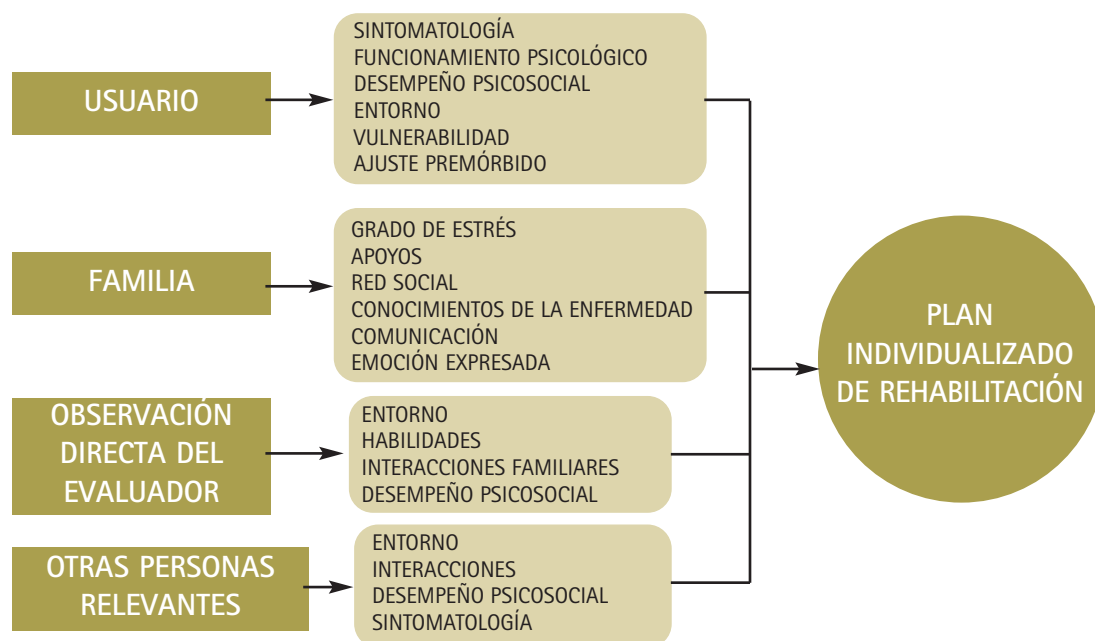 USUARIO
SINTOMATOLOGÍA
FUNCIONAMIENTO PSICOLÓGICO
DESEMPEÑO PSICOSOCIAL
ENTORNO
VULNERABILIDAD
AJUSTE PREMÓRBIDO
FAMILIA
GRADO DE ESTRÉS
APOYOS
RED SOCIAL
CONOCIMIENTOS DE LA ENFERMEDAD
COMUNICACIÓN
EMOCIÓN EXPRESADA
OBSERVACIÓN
DIRECTA DEL
EVALUADOR
ENTORNO
HABILIDADES
INTERACCIONES FAMILIARES
DESEMPEÑO PSICOSOCIAL
OTRAS PERSONAS
RELEVANTES
ENTORNO
INTERACCIONES
DESEMPEÑO PSICOSOCIAL
SINTOMATOLOGÍA
PLAN
INDIVIDUALIZADO
DE REHABILITACIÓN